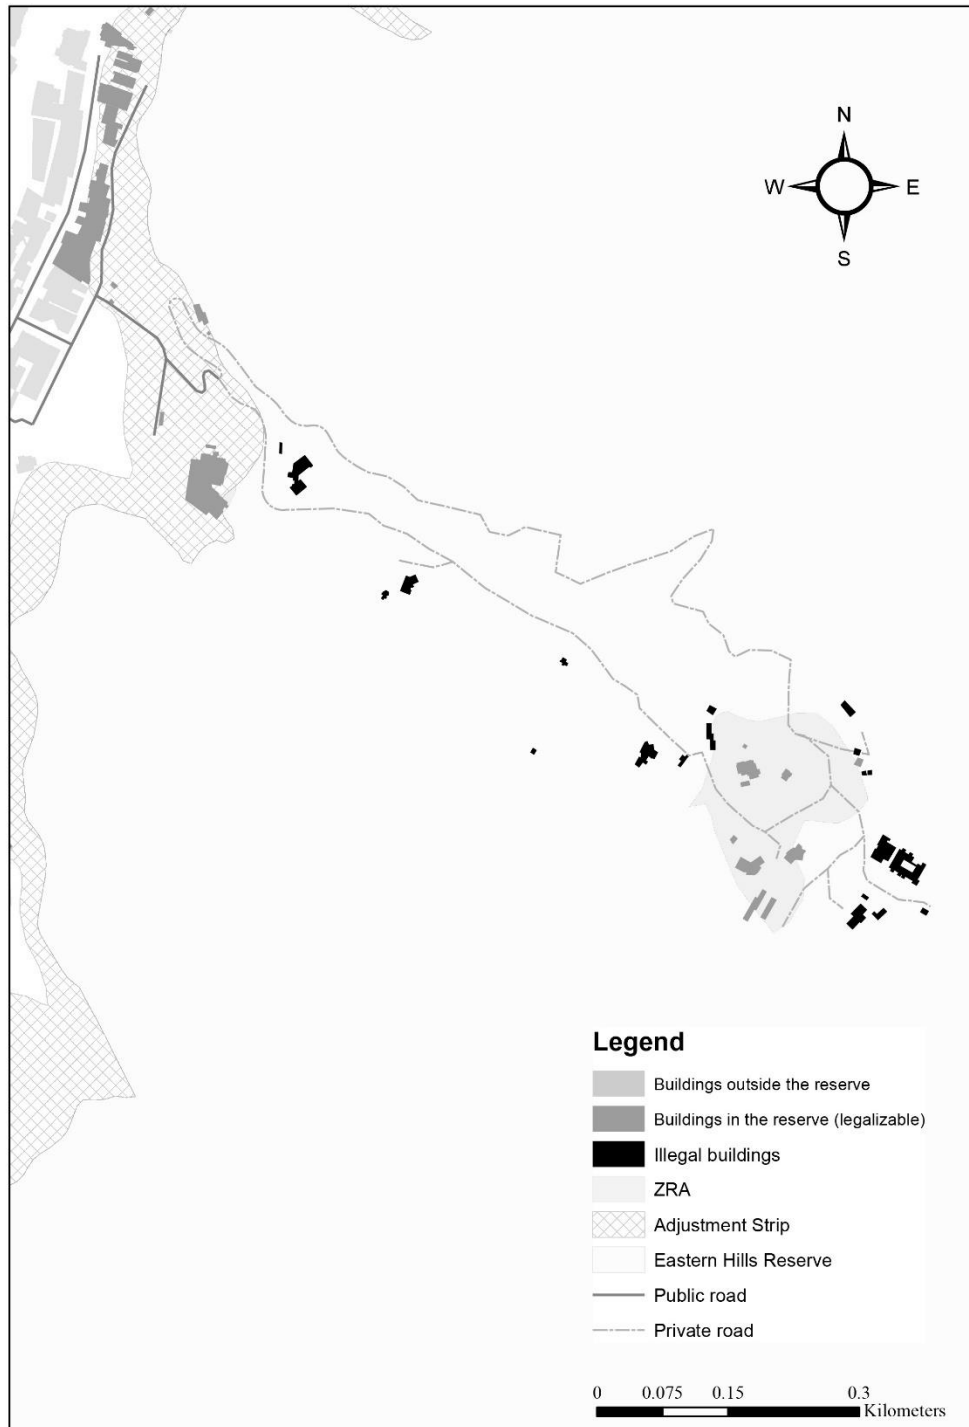 N
W E
S
Legend
Buildings outside the reserve
Buildings in the reserve (legalizable)
Illegal buildings
ZRA
Adjustment Strip
Eastern Hills Reserve
Public road
Private road
0 0.075 0.15 0.3
Kilometers